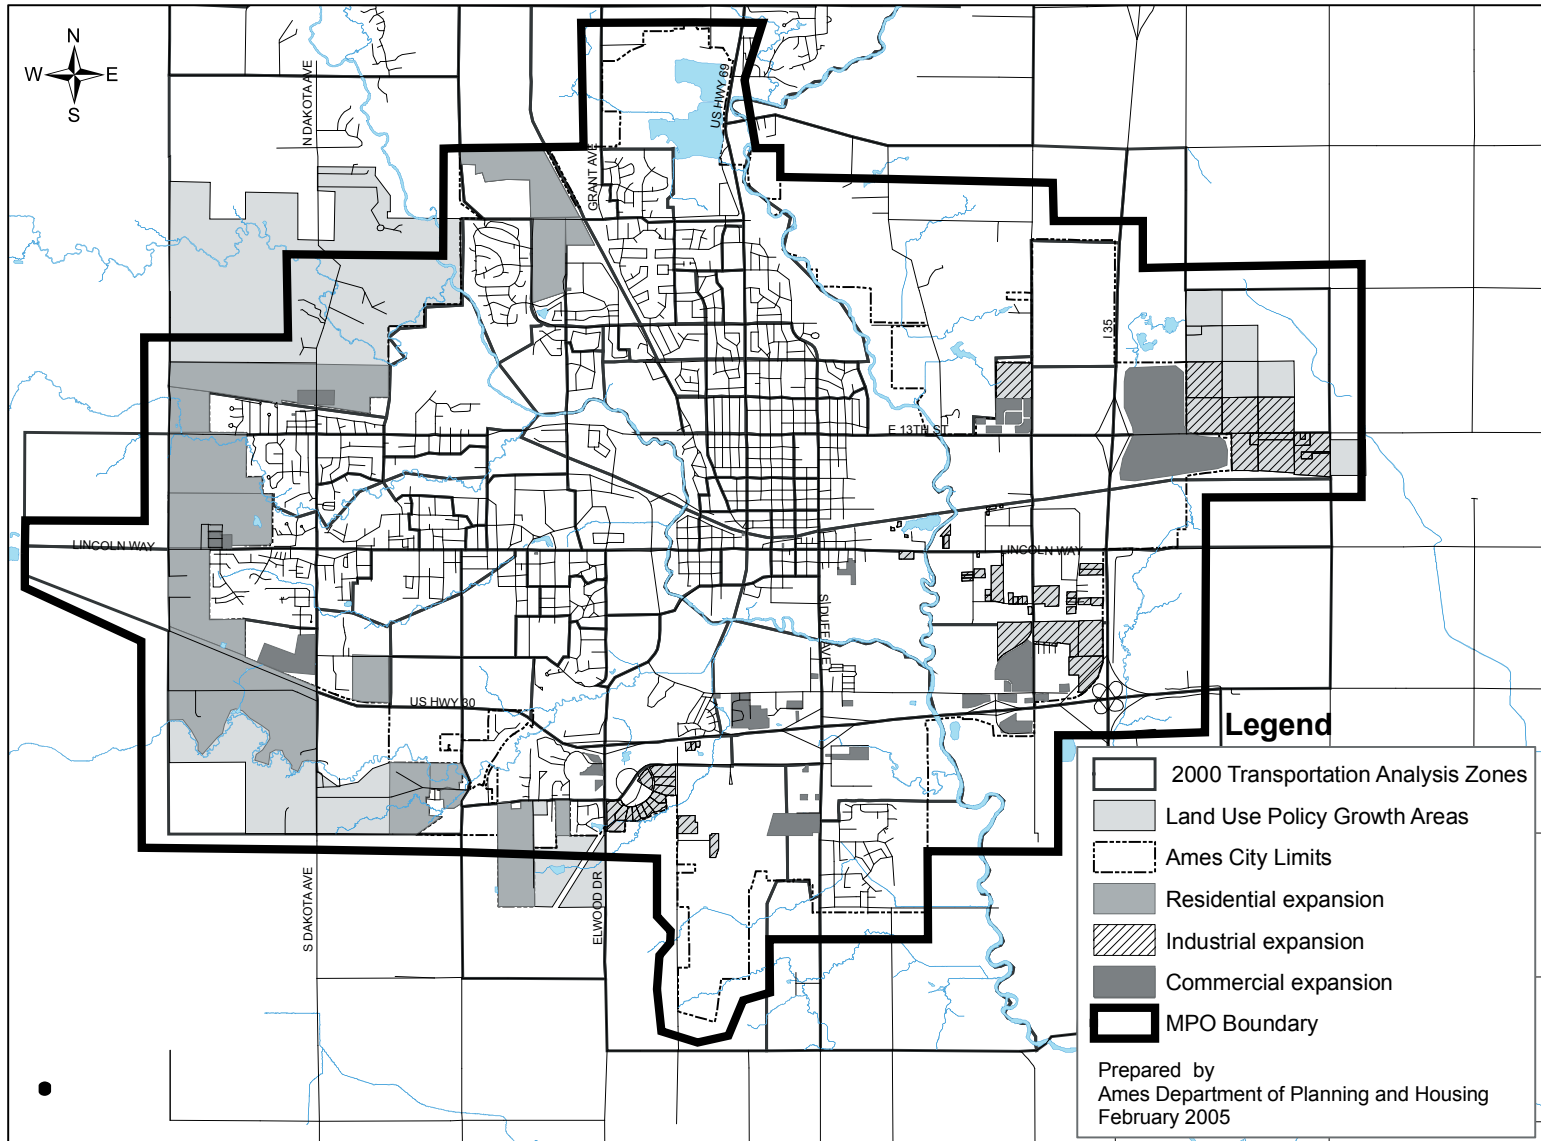 N
W E
S
N DAKOTA AVE
US HWY 69
GRANT AVE
I 35
E 13TH ST
LINCOLN WAY
LINCOLN WAY
S DUFF AVE
US HWY 30
S DAKOTA AVE
ELWOOD DR
Legend
2000 Transportation Analysis Zones
Land Use Policy Growth Areas
Ames City Limits
Residential expansion
Industrial expansion
Commercial expansion
MPO Boundary
Prepared by
Ames Department of Planning and Housing
February 2005